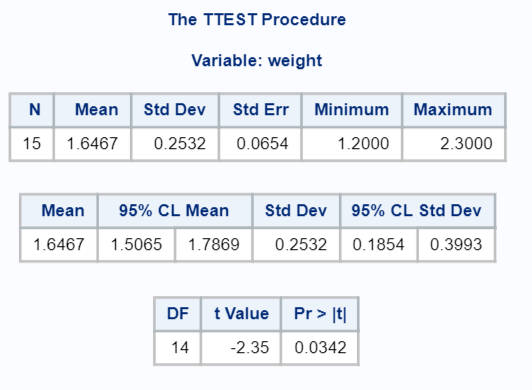 The TTEST Procedure
Variable: weight
N Mean Std Dev Std Err Minimum Maximum
15 1.6467 0.2532 0.0654 1.2000 2.3000
Mean 95% CL Mean Std Dev 95% CL Std Dev
1.6467 1.5065 1.7869 0.2532 0.1854 0.3993
DF t Value Pr > |t|
14 -2.35 0.0342